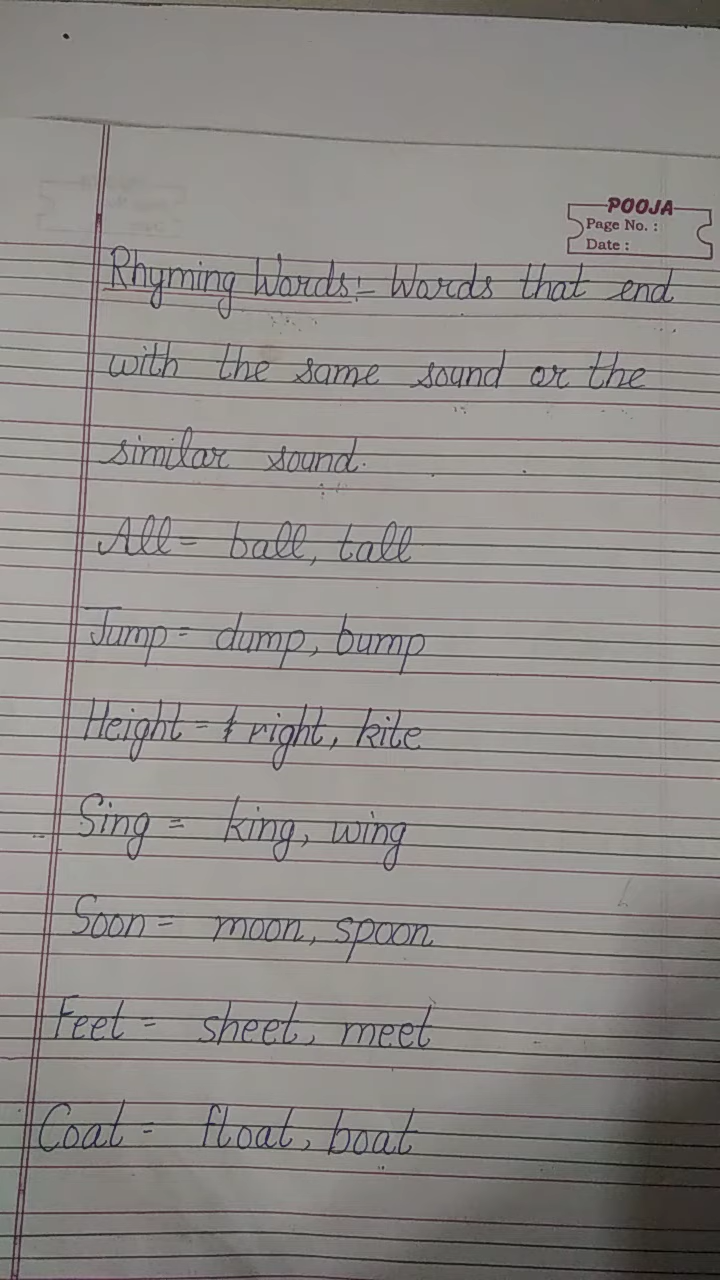 POOJA
Page No. :
Date :
Rhyming Words:- Words that end
with the same sound or the
similar sound.
All = ball, tall
Jump = dump, bump
Height = right, kite
Sing = king, wing
Soon = moon, spoon
Feet = sheet, meet
Coat = float, boat